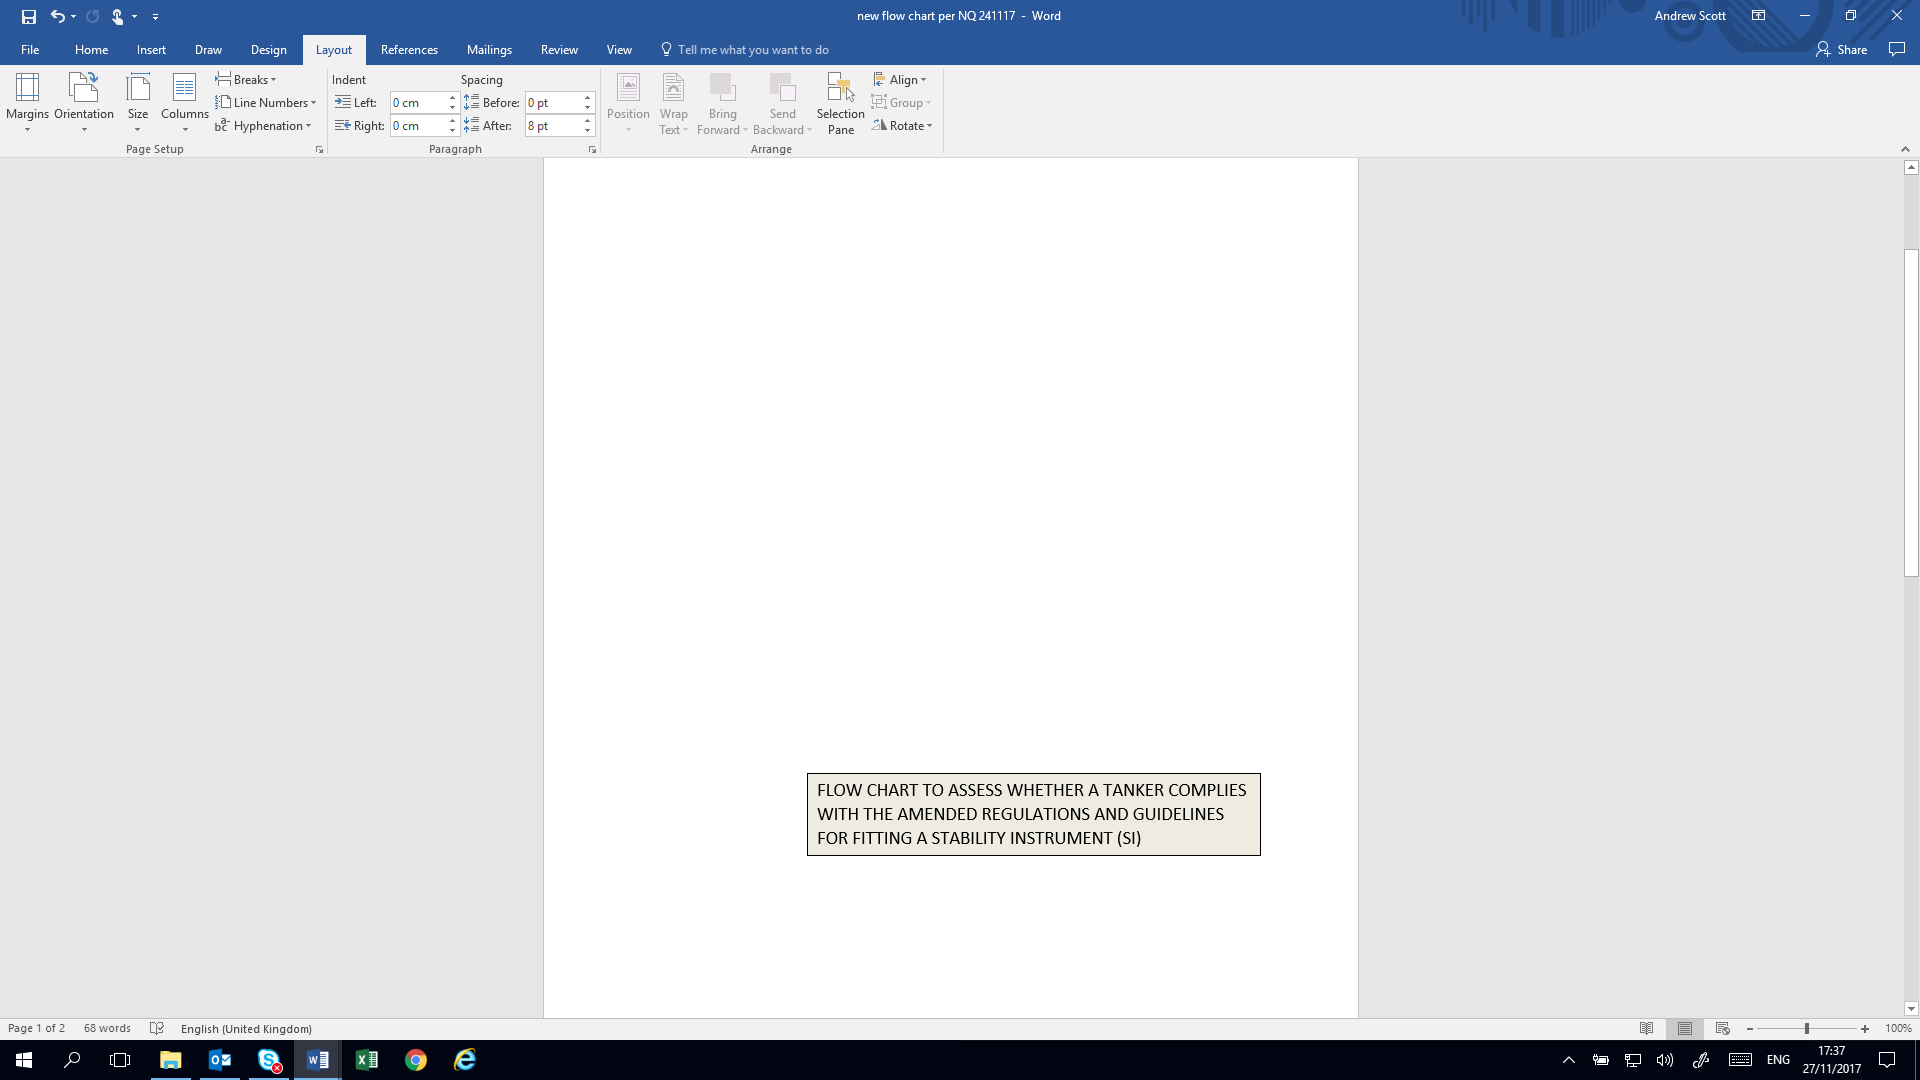 new flow chart per NQ 241117 - Word
Andrew Scott
File Home Insert Draw Design Layout References Mailings Review View Tell me what you want to do
Share
Margins Orientation Size Columns
Breaks
Line Numbers
Hyphenation
Page Setup
Indent Spacing
Left: 0 cm Before: 0 pt
Right: 0 cm After: 8 pt
Paragraph
Position
Wrap Text
Bring Forward
Send Backward
Selection Pane
Align
Group
Rotate
Arrange
FLOW CHART TO ASSESS WHETHER A TANKER COMPLIES
WITH THE AMENDED REGULATIONS AND GUIDELINES
FOR FITTING A STABILITY INSTRUMENT (SI)
Page 1 of 2 68 words English (United Kingdom) 100%
ENG
17:37
27/11/2017